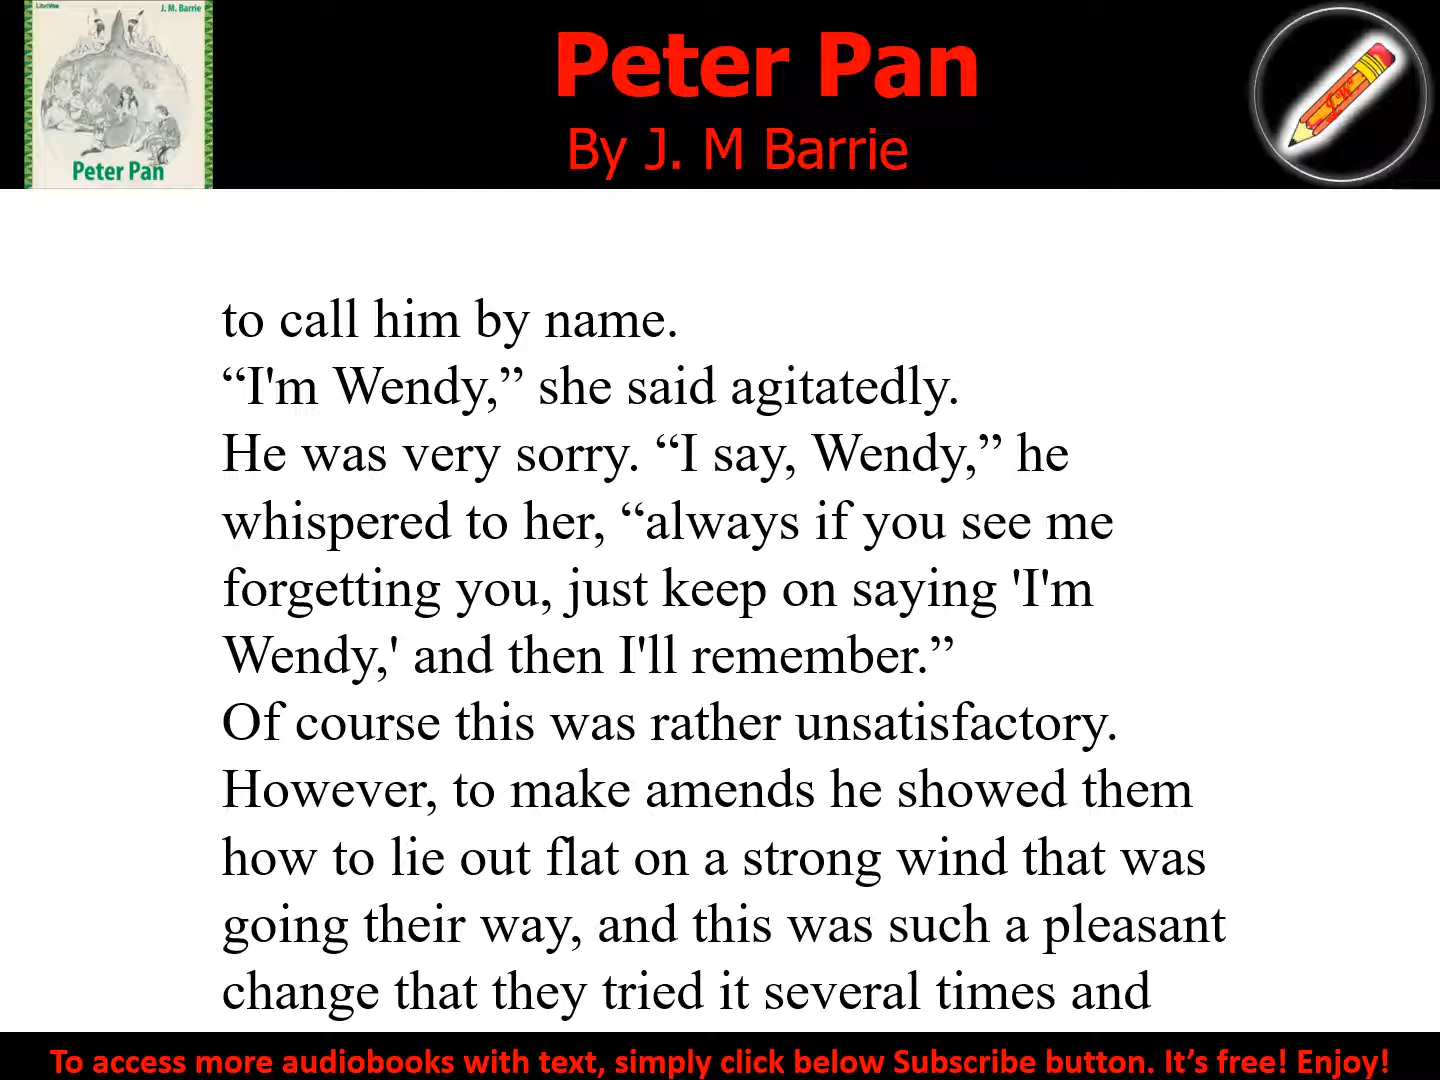 LibriVox
J. M. Barrie
Peter Pan
Peter Pan
By J. M Barrie
to call him by name.
“I'm Wendy,” she said agitatedly.
He was very sorry. “I say, Wendy,” he
whispered to her, “always if you see me
forgetting you, just keep on saying 'I'm
Wendy,' and then I'll remember.”
Of course this was rather unsatisfactory.
However, to make amends he showed them
how to lie out flat on a strong wind that was
going their way, and this was such a pleasant
change that they tried it several times and
To access more audiobooks with text, simply click below Subscribe button. It’s free! Enjoy!